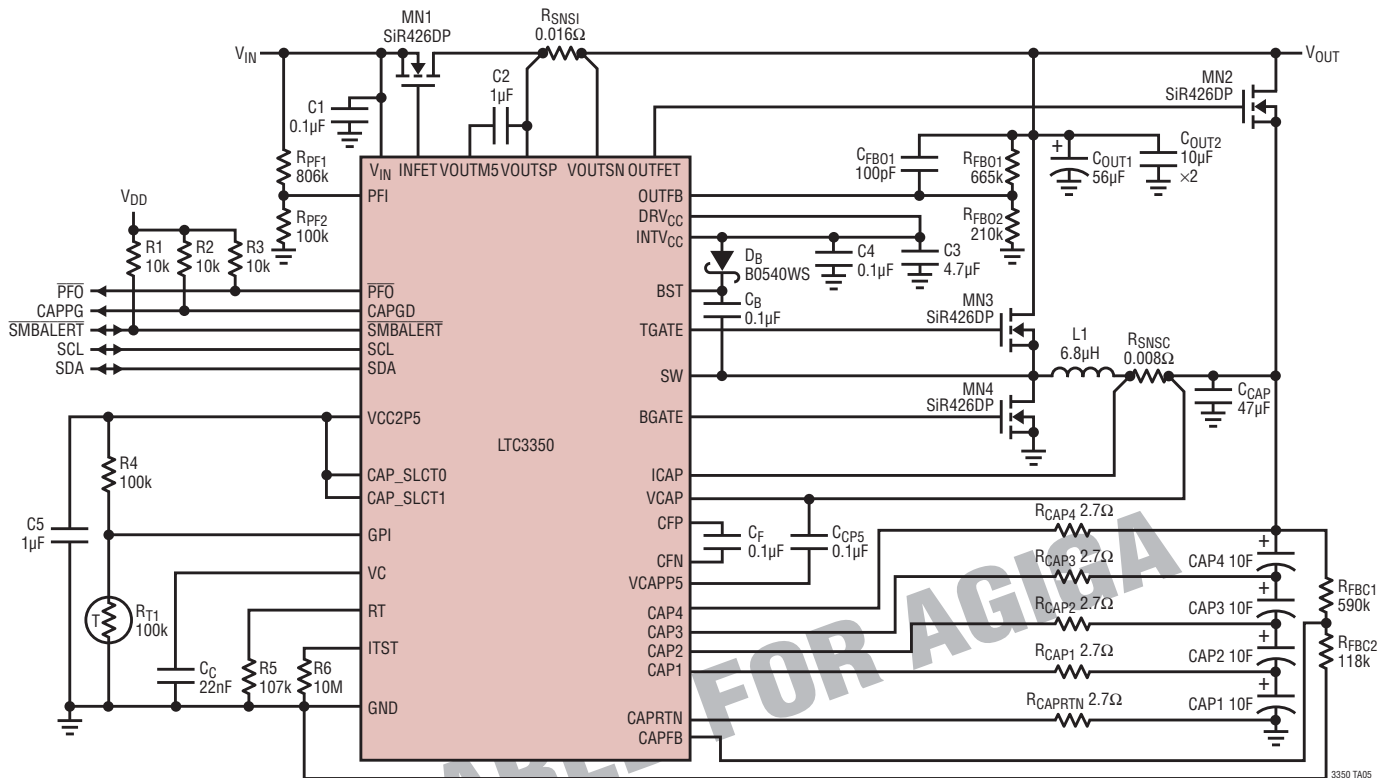 MN1
SiR426DP
RSNSI
0.016Ω
VIN
VOUT
C2
1µF
MN2
SiR426DP
C1
0.1µF
RPF1
806k
VIN INFET VOUTM5 VOUTSP VOUTSN OUTFET
CFBO1
100pF
RFBO1
665k
COUT1
56µF
COUT2
10µF
×2
+
PFI
OUTFB
VDD
RPF2
100k
DRVCC
RFBO2
210k
INTVCC
R1
10k
R2
10k
R3
10k
DB
B0540WS
C4
0.1µF
C3
4.7µF
PFO
PFO
BST
CAPPG
CAPGD
CB
0.1µF
MN3
SiR426DP
SMBALERT
SMBALERT
TGATE
SCL
SCL
L1
6.8µH
RSNSC
0.008Ω
SDA
SDA
SW
MN4
SiR426DP
CCAP
47µF
VCC2P5
BGATE
LTC3350
R4
100k
CAP_SLCT0
ICAP
CAP_SLCT1
VCAP
C5
1µF
GPI
CFP
CF
0.1µF
CCP5
0.1µF
RCAP4 2.7Ω
CFN
+
CAP4 10F
VC
VCAPP5
RCAP3 2.7Ω
RFBC1
590k
T
RT1
100k
RT
CAP4
+
CAP3 10F
RCAP2 2.7Ω
CAP3
ITST
CAP2
+
CAP2 10F
RFBC2
118k
CC
22nF
R5
107k
R6
10M
CAP1
RCAP1 2.7Ω
+
CAP1 10F
GND
CAPRTN
RCAPRTN 2.7Ω
CAPFB
FOR AGIGA
3350 TA05